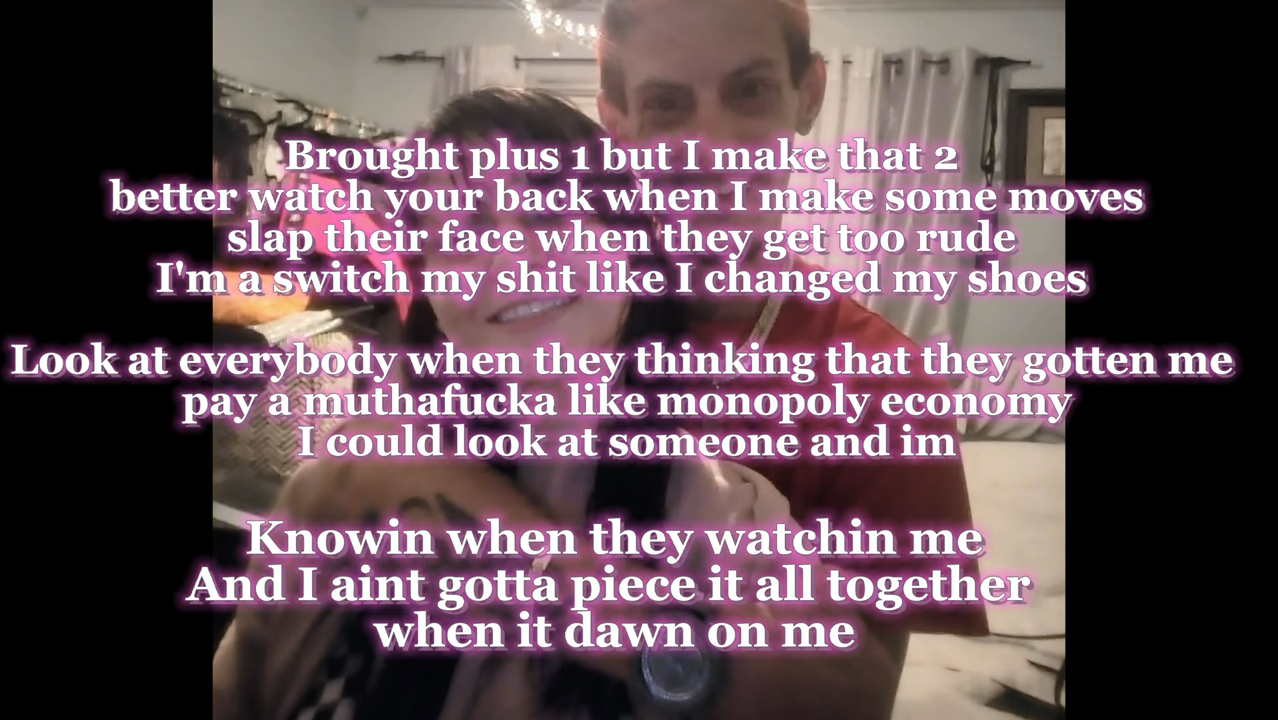 Brought plus 1 but I make that 2
better watch your back when I make some moves
slap their face when they get too rude
I'm a switch my shit like I changed my shoes
Look at everybody when they thinking that they gotten me
pay a muthafucka like monopoly economy
I could look at someone and im
Knowin when they watchin me
And I aint gotta piece it all together
when it dawn on me